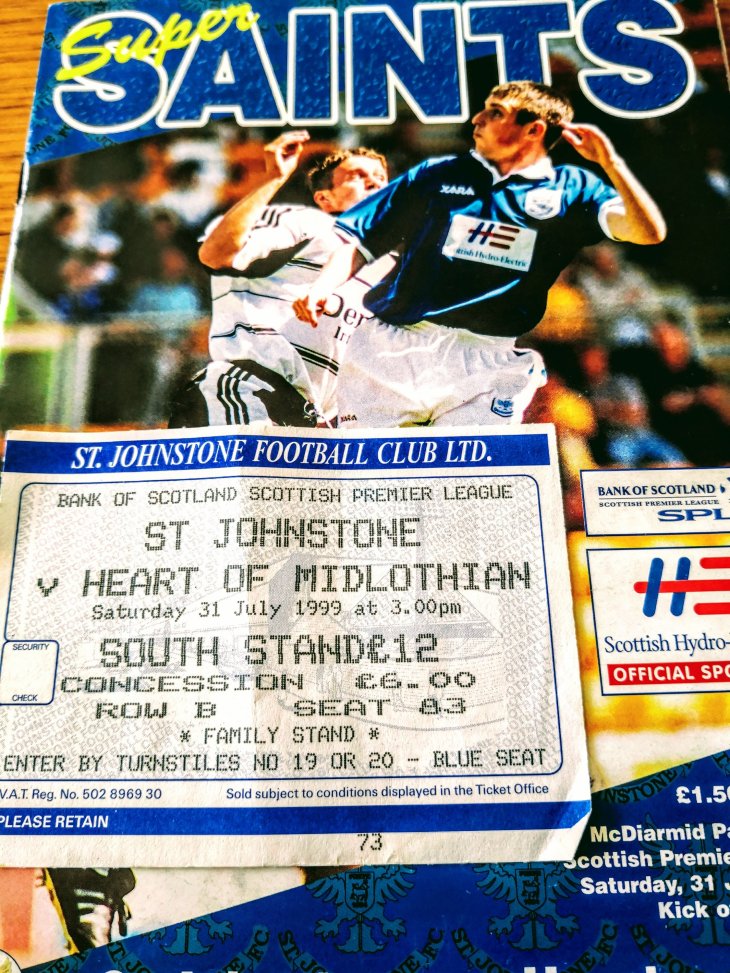 Super
SAINTS
XARA
Scottish Hydro-Electric
ST. JOHNSTONE FOOTBALL CLUB LTD.
BANK OF SCOTLAND SCOTTISH PREMIER LEAGUE
ST JOHNSTONE
v HEART OF MIDLOTHIAN
Saturday 31 July 1999 at 3.00pm
SOUTH STAND£12
CONCESSION £6.00
ROW B SEAT 83
* FAMILY STAND *
ENTER BY TURNSTILES NO 19 OR 20 - BLUE SEAT
SECURITY
CHECK
V.A.T. Reg. No. 502 8969 30 Sold subject to conditions displayed in the Ticket Office
PLEASE RETAIN
73
BANK OF SCOTLAND
SCOTTISH PREMIER LEAGUE
SPL
Scottish Hydro-
OFFICIAL SPO
£1.50
McDiarmid Pa
Scottish Premie
Saturday, 31 J
Kick o